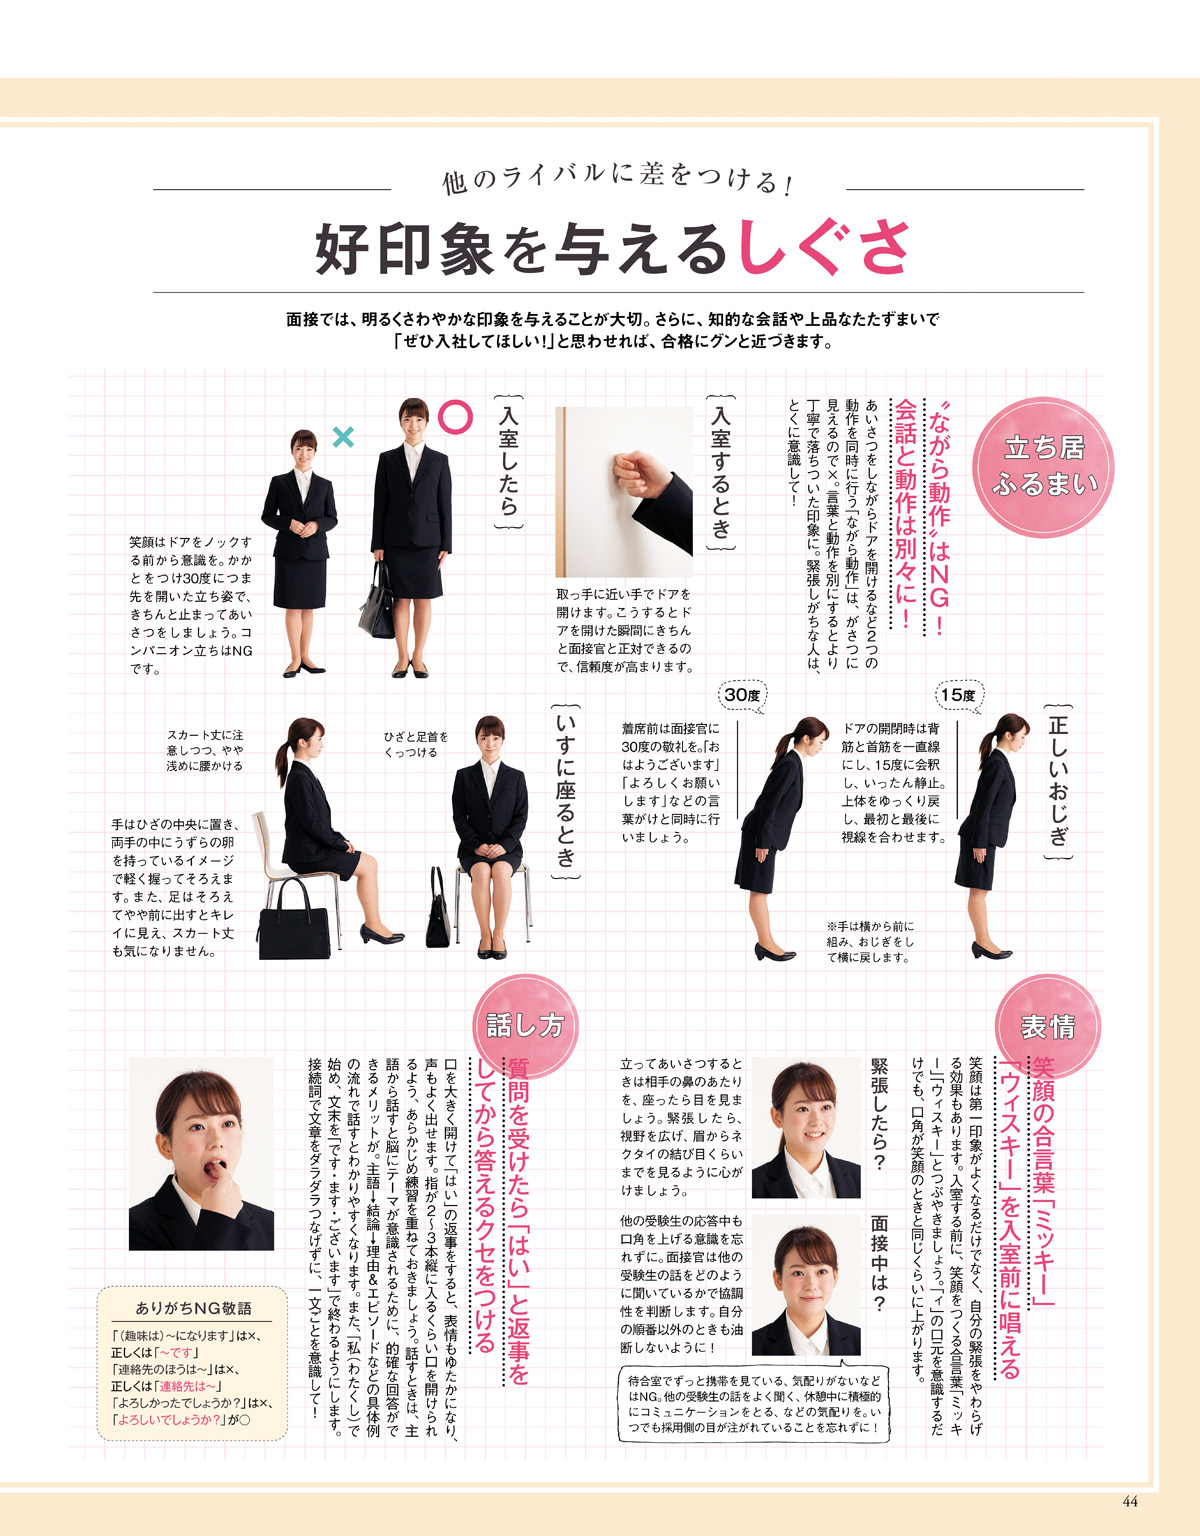 他のライバルに差をつける！
好印象を与えるしぐさ
面接では、明るくさわやかな印象を与えることが大切。さらに、知的な会話や上品なたたずまいで
「ぜひ入社してほしい！」と思わせれば、合格にグンと近づきます。
立ち居
ふるまい
〝ながら動作〟はNG！
会話と動作は別々に！
あいさつをしながらドアを開けるなど2つの
動作を同時に行う「ながら動作」は、がさつに
見えるので×。言葉と動作を別にするとより
丁寧で落ちついた印象に。緊張しがちな人は、
とくに意識して！
入室するとき
取っ手に近い手でドアを
開けます。こうするとド
アを開けた瞬間にきちん
と面接官と正対できるの
で、信頼度が高まります。
入室したら
笑顔はドアをノックす
る前から意識を。かか
とをつけ30度につま
先を開いた立ち姿で、
きちんと止まってあい
さつをしましょう。コ
ンパニオン立ちはNG
です。
正しいおじぎ
15度
ドアの開閉時は背
筋と首筋を一直線
にし、15度に会釈
し、いったん静止。
上体をゆっくり戻
し、最初と最後に
視線を合わせます。
30度
着席前は面接官に
30度の敬礼を。「お
はようございます」
「よろしくお願い
します」などの言
葉がけと同時に行
いましょう。
※手は横から前に
組み、おじぎをし
て横に戻します。
いすに座るとき
ひざと足首を
くっつける
スカート丈に注
意しつつ、やや
浅めに腰かける
手はひざの中央に置き、
両手の中にうずらの卵
を持っているイメージ
で軽く握ってそろえま
す。また、足はそろえ
てやや前に出すとキレ
イに見え、スカート丈
も気になりません。
表情
笑顔の合言葉「ミッキー」
「ウィスキー」を入室前に唱える
笑顔は第一印象がよくなるだけでなく、自分の緊張をやわらげ
る効果もあります。入室する前に、笑顔をつくる合言葉「ミッキ
ー」「ウィスキー」とつぶやきましょう。「ィ」の口元を意識するだ
けでも、口角が笑顔のときと同じくらいに上がります。
緊張したら？
立ってあいさつすると
きは相手の鼻のあたり
を、座ったら目を見ま
しょう。緊張したら、
視野を広げ、眉からネ
クタイの結び目くらい
までを見るように心が
けましょう。
面接中は？
他の受験生の応答中も
口角を上げる意識を忘
れずに。面接官は他の
受験生の話をどのよう
に聞いているかで協調
性を判断します。自分
の順番以外のときも油
断しないように！
待合室でずっと携帯を見ている、気配りがないなど
はNG。他の受験生の話をよく聞く、休憩中に積極的
にコミュニケーションをとる、などの気配りを。い
つでも採用側の目が注がれていることを忘れずに！
話し方
質問を受けたら「はい」と返事を
してから答えるクセをつける
口を大きく開けて「はい」の返事をすると、表情もゆたかになり、
声もよく出せます。指が2〜3本縦に入るくらい口を開けられ
るよう、あらかじめ練習を重ねておきましょう。話すときは、主
語から話すと脳にテーマが意識されるために、的確な回答がで
きるメリットが。主語→結論→理由＆エピソードなどの具体例
の流れで話すとわかりやすくなります。また、「私（わたくし）で
始め、文末を「です・ます・ございます」で終わるようにします。
接続詞で文章をダラダラつなげずに、一文ごとを意識して！
ありがちNG敬語
「（趣味は）〜になります」は×、
正しくは「〜です」
「連絡先のほうは〜」は×、
正しくは「連絡先は〜」
「よろしかったでしょうか？」は×、
「よろしいでしょうか？」が○
44